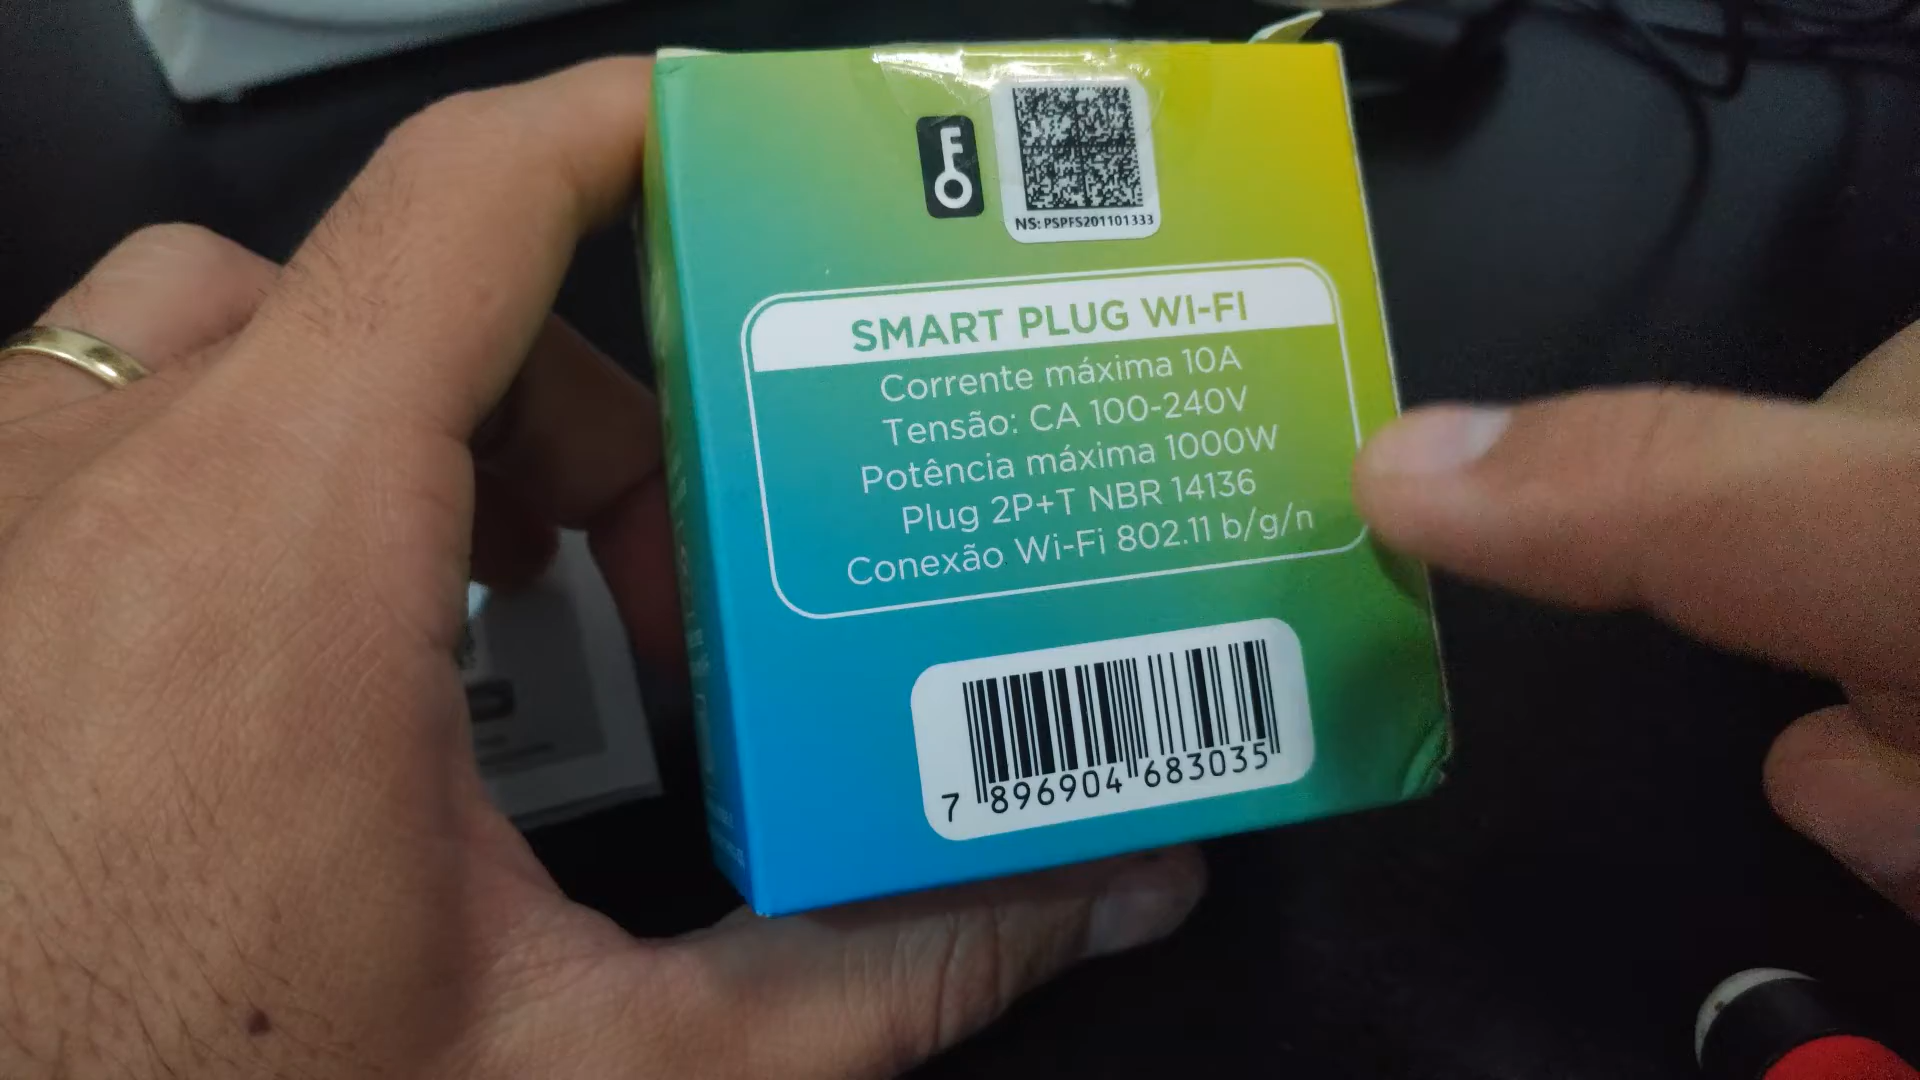 NS: PSPFS201101333
SMART PLUG WI-FI
Corrente máxima 10A
Tensão: CA 100-240V
Potência máxima 1000W
Plug 2P+T NBR 14136
Conexão Wi-Fi 802.11 b/g/n
7 896904 683035